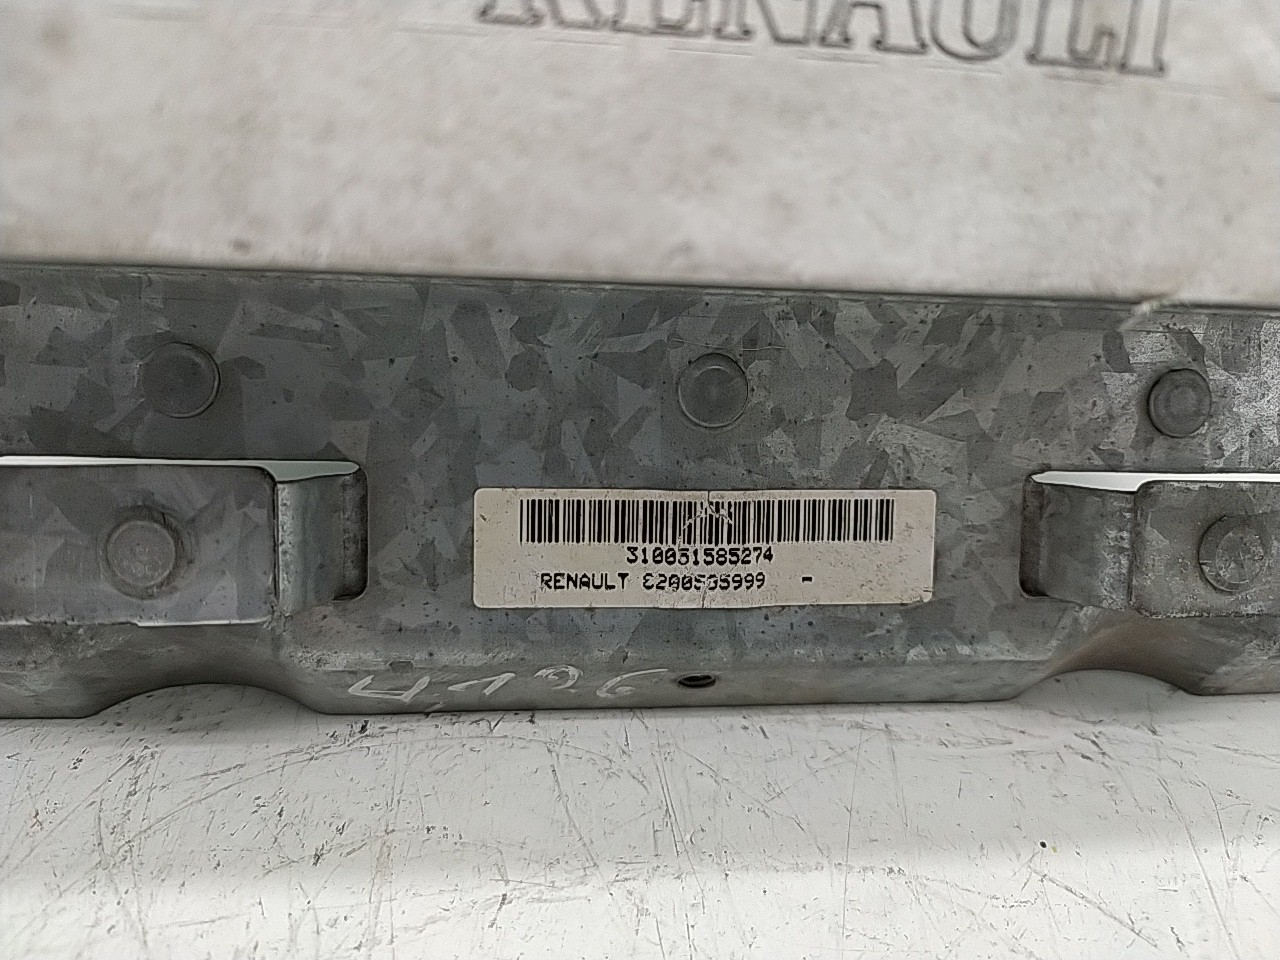 RENAULT
310031585274
RENAULT 8200535999 -